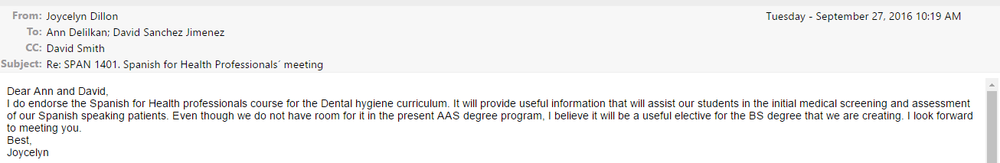 From: Joycelyn Dillon Tuesday - September 27, 2016 10:19 AM
To: Ann Delilkan; David Sanchez Jimenez
CC: David Smith
Subject: Re: SPAN 1401. Spanish for Health Professionals´ meeting
Dear Ann and David,
I do endorse the Spanish for Health professionals course for the Dental hygiene curriculum. It will provide useful information that will assist our students in the initial medical screening and assessment
of our Spanish speaking patients. Even though we do not have room for it in the present AAS degree program, I believe it will be a useful elective for the BS degree that we are creating. I look forward
to meeting you.
Best,
Joycelyn